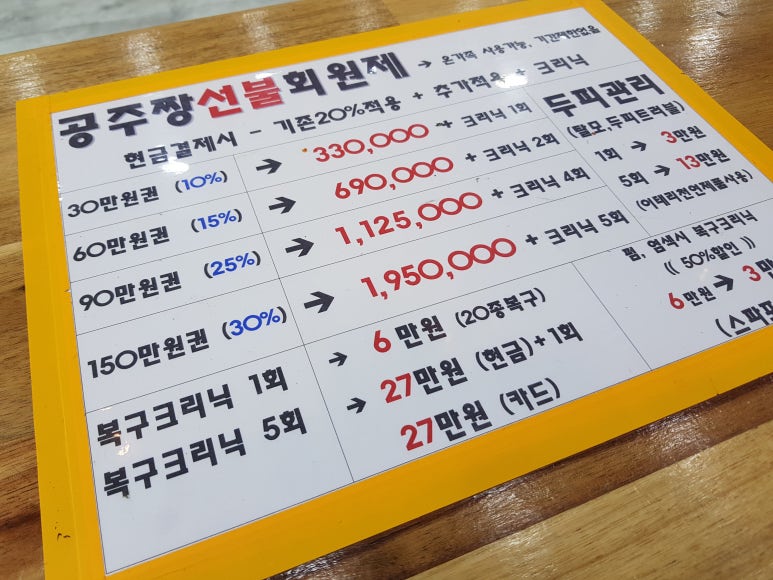 공주짱선불회원제 → 온가족 사용가능, 기간제한없음
현금결제시 - 기존20%적용 + 추가적용 + 크리닉
30만원권 (10%) → 330,000 + 크리닉 1회
60만원권 (15%) → 690,000 + 크리닉 2회
90만원권 (25%) → 1,125,000 + 크리닉 4회
150만원권 (30%) → 1,950,000 + 크리닉 5회
복구크리닉 1회 → 6만원 (20종복구)
복구크리닉 5회 → 27만원 (현금)+1회
27만원 (카드)
두피관리
(탈모,두피트러블)
1회 → 3만원
5회 → 13만원
(이태리천연제품사용)
펌, 염색시 복구크리닉
(( 50%할인 ))
6만원→ 3만
(스파포